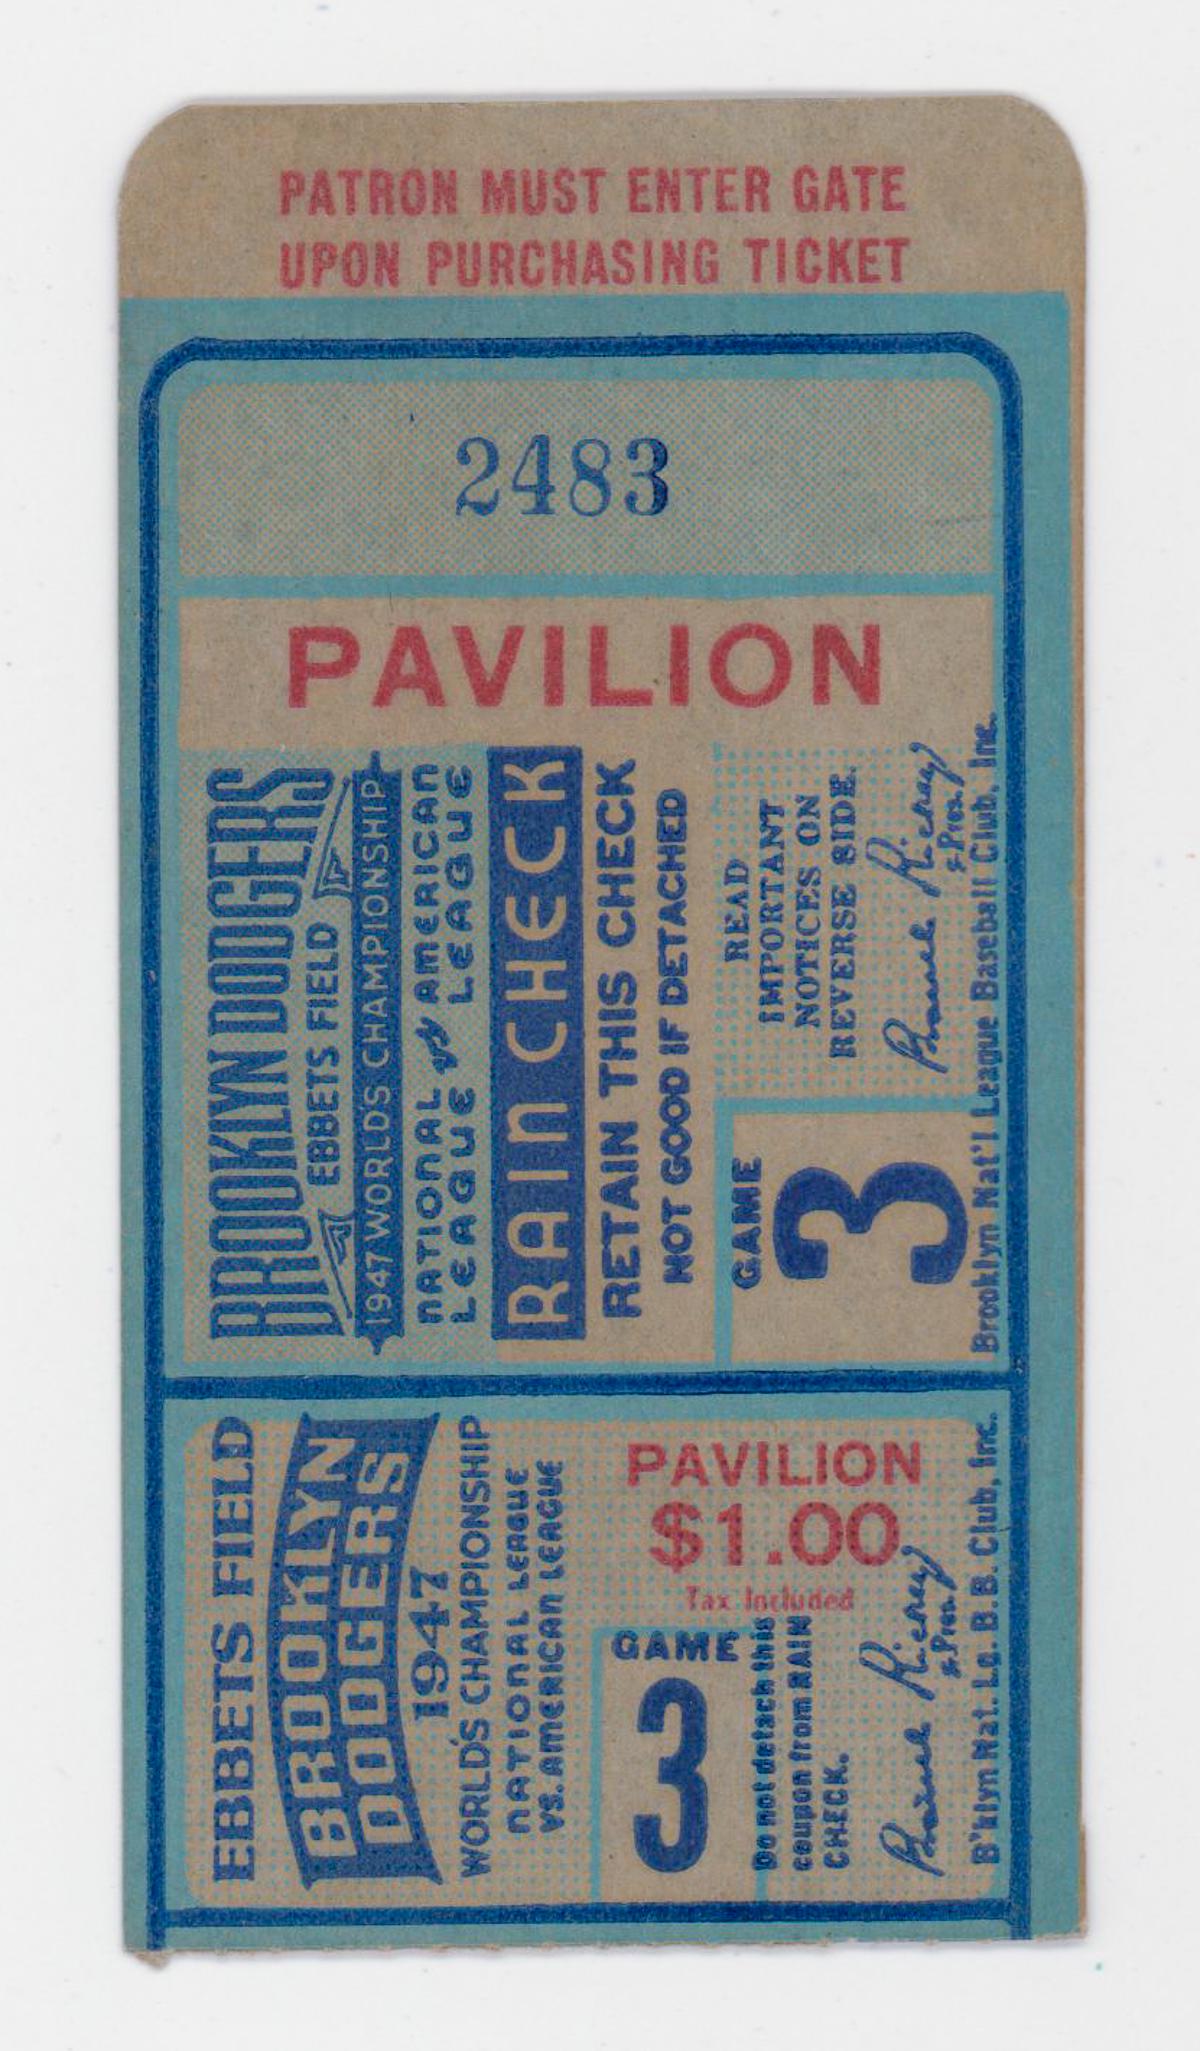 PATRON MUST ENTER GATE
UPON PURCHASING TICKET
2483
PAVILION
BROOKLYN DODGERS
EBBETS FIELD
1947 WORLD'S CHAMPIONSHIP
NATIONAL vs AMERICAN
LEAGUE LEAGUE
RAIN CHECK
RETAIN THIS CHECK
NOT GOOD IF DETACHED
GAME
3
READ
IMPORTANT
NOTICES ON
REVERSE SIDE.
Branch Rickey
Pres.
Brooklyn Nat'l League Baseball Club, Inc.
EBBETS FIELD
BROOKLYN
DODGERS
1947
WORLD'S CHAMPIONSHIP
NATIONAL LEAGUE
VS. AMERICAN LEAGUE
PAVILION
$1.00
Tax Included
GAME
3
Do not detach this
coupon from RAIN
CHECK.
Branch Rickey
Pres.
B'klyn Nat. Lg. B.B. Club, Inc.